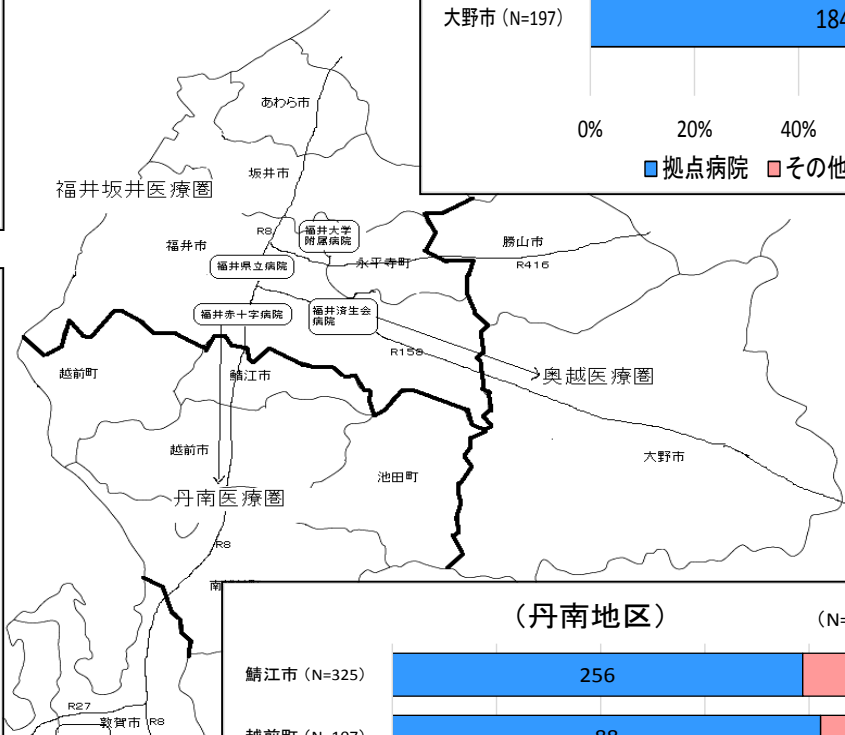 大野市（N=197）
184
0%
20%
40%
拠点病院
その他
あわら市
坂井市
福井坂井医療圏
R8
福井大学
附属病院
福井市
勝山市
永平寺町
R416
福井県立病院
福井赤十字病院
福井済生会
病院
R158
越前町
鯖江市
奥越医療圏
越前市
大野市
池田町
丹南医療圏
R8
（丹南地区）
（N=
鯖江市（N=325）
256
R27
敦賀市
R8